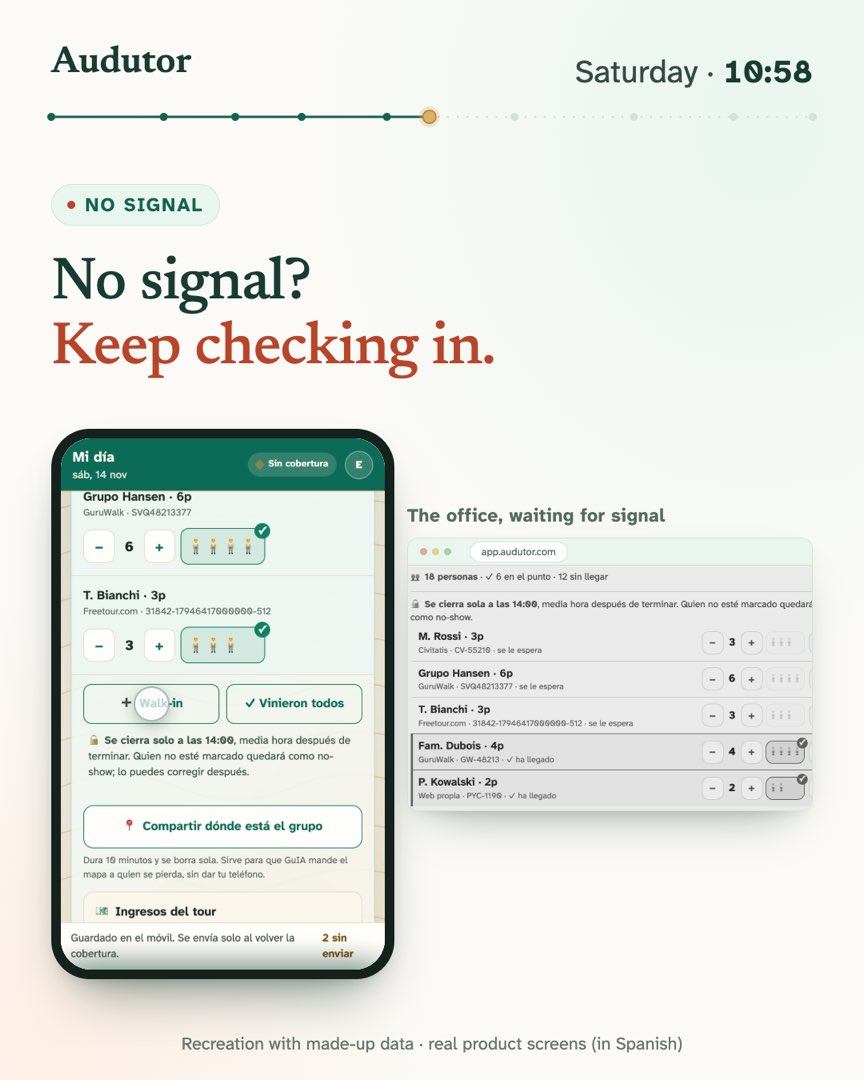 Audutor
Saturday · 10:58
NO SIGNAL
No signal?
Keep checking in.
Mi día
sáb, 14 nov
Sin cobertura
E
Grupo Hansen · 6p
GuruWalk · SVQ48213377
− 6 +
T. Bianchi · 3p
Freetour.com · 31842-17946417000000-512
− 3 +
+ Walk-in
✓ Vinieron todos
Se cierra solo a las 14:00, media hora después de
terminar. Quien no esté marcado quedará como no-
show; lo puedes corregir después.
Compartir dónde está el grupo
Dura 10 minutos y se borra sola. Sirve para que GuIA mande el
mapa a quien se pierda, sin dar tu teléfono.
Ingresos del tour
Guardado en el móvil. Se envía solo al volver la
cobertura.
2 sin
enviar
The office, waiting for signal
app.audutor.com
18 personas · ✓ 6 en el punto · 12 sin llegar
Se cierra sola a las 14:00, media hora después de terminar. Quien no esté marcado quedará
como no-show.
M. Rossi · 3p
Civitatis · CV-55210 · se le espera
− 3 +
Grupo Hansen · 6p
GuruWalk · SVQ48213377 · se le espera
− 6 +
T. Bianchi · 3p
Freetour.com · 31842-17946417000000-512 · se le espera
− 3 +
Fam. Dubois · 4p
GuruWalk · GW-48213 · ✓ ha llegado
− 4 +
P. Kowalski · 2p
Web propia · PYC-1190 · ✓ ha llegado
− 2 +
Recreation with made-up data · real product screens (in Spanish)